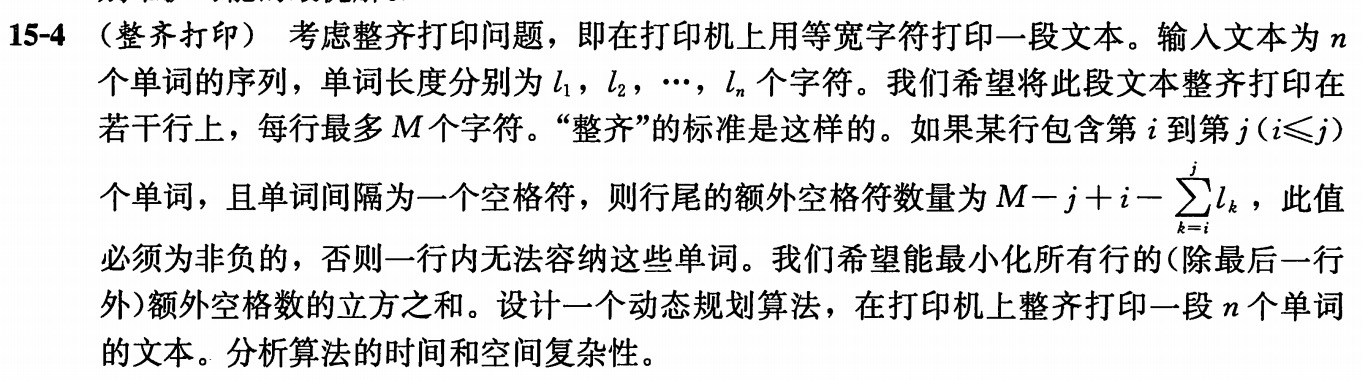 15-4 (整齐打印) 考虑整齐打印问题，即在打印机上用等宽字符打印一段文本。输入文本为 n
个单词的序列，单词长度分别为 l₁，l₂，…，lₙ 个字符。我们希望将此段文本整齐打印在
若干行上，每行最多 M 个字符。“整齐”的标准是这样的。如果某行包含第 i 到第 j(i≤j)
个单词，且单词间隔为一个空格符，则行尾的额外空格符数量为 M－j＋i－∑_{k=i}^{j} lₖ，此值
必须为非负的，否则一行内无法容纳这些单词。我们希望能最小化所有行的(除最后一行
外)额外空格数的立方之和。设计一个动态规划算法，在打印机上整齐打印一段 n 个单词
的文本。分析算法的时间和空间复杂性。